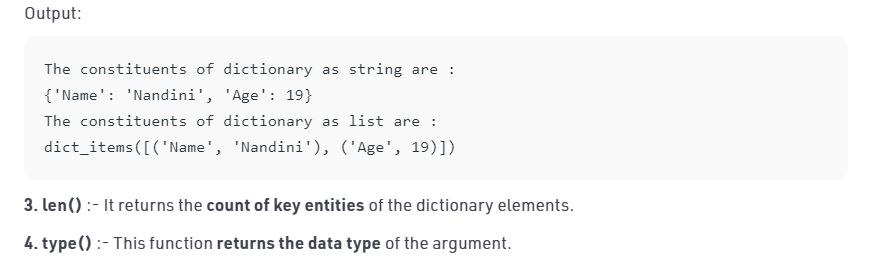 Output:
The constituents of dictionary as string are :
{'Name': 'Nandini', 'Age': 19}
The constituents of dictionary as list are :
dict_items([('Name', 'Nandini'), ('Age', 19)])
3. len() :- It returns the count of key entities of the dictionary elements.
4. type() :- This function returns the data type of the argument.